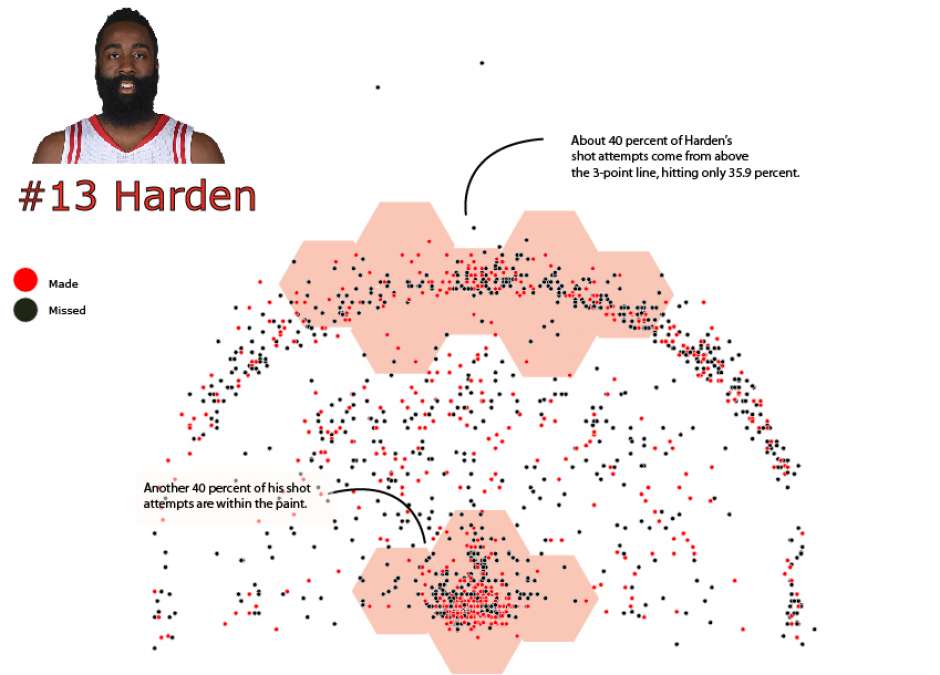 #13 Harden
Made
Missed
About 40 percent of Harden's
shot attempts come from above
the 3-point line, hitting only 35.9 percent.
Another 40 percent of his shot
attempts are within the paint.